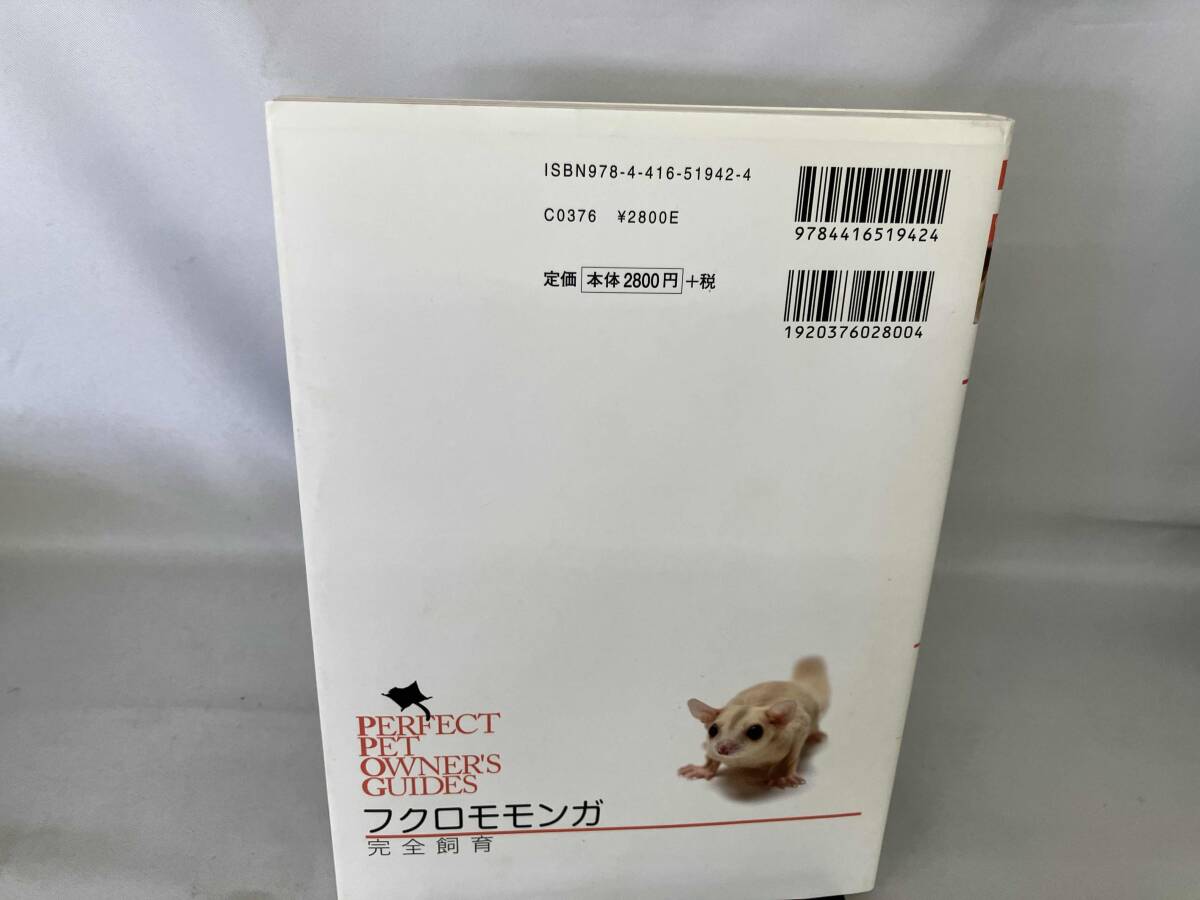 ISBN978-4-416-51942-4
C0376 ¥2800E
9784416519424
定価 本体2800円+税
1920376028004
PERFECT
PET
OWNER'S
GUIDES
フクロモモンガ
完全飼育